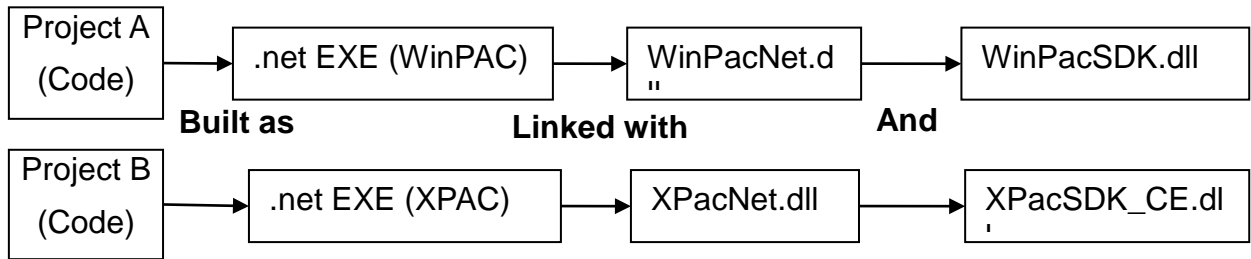 Project A
(Code)
.net EXE (WinPAC)
WinPacNet.d
WinPacSDK.dll
Built as
Linked with
And
Project B
(Code)
.net EXE (XPAC)
XPacNet.dll
XPacSDK_CE.dl